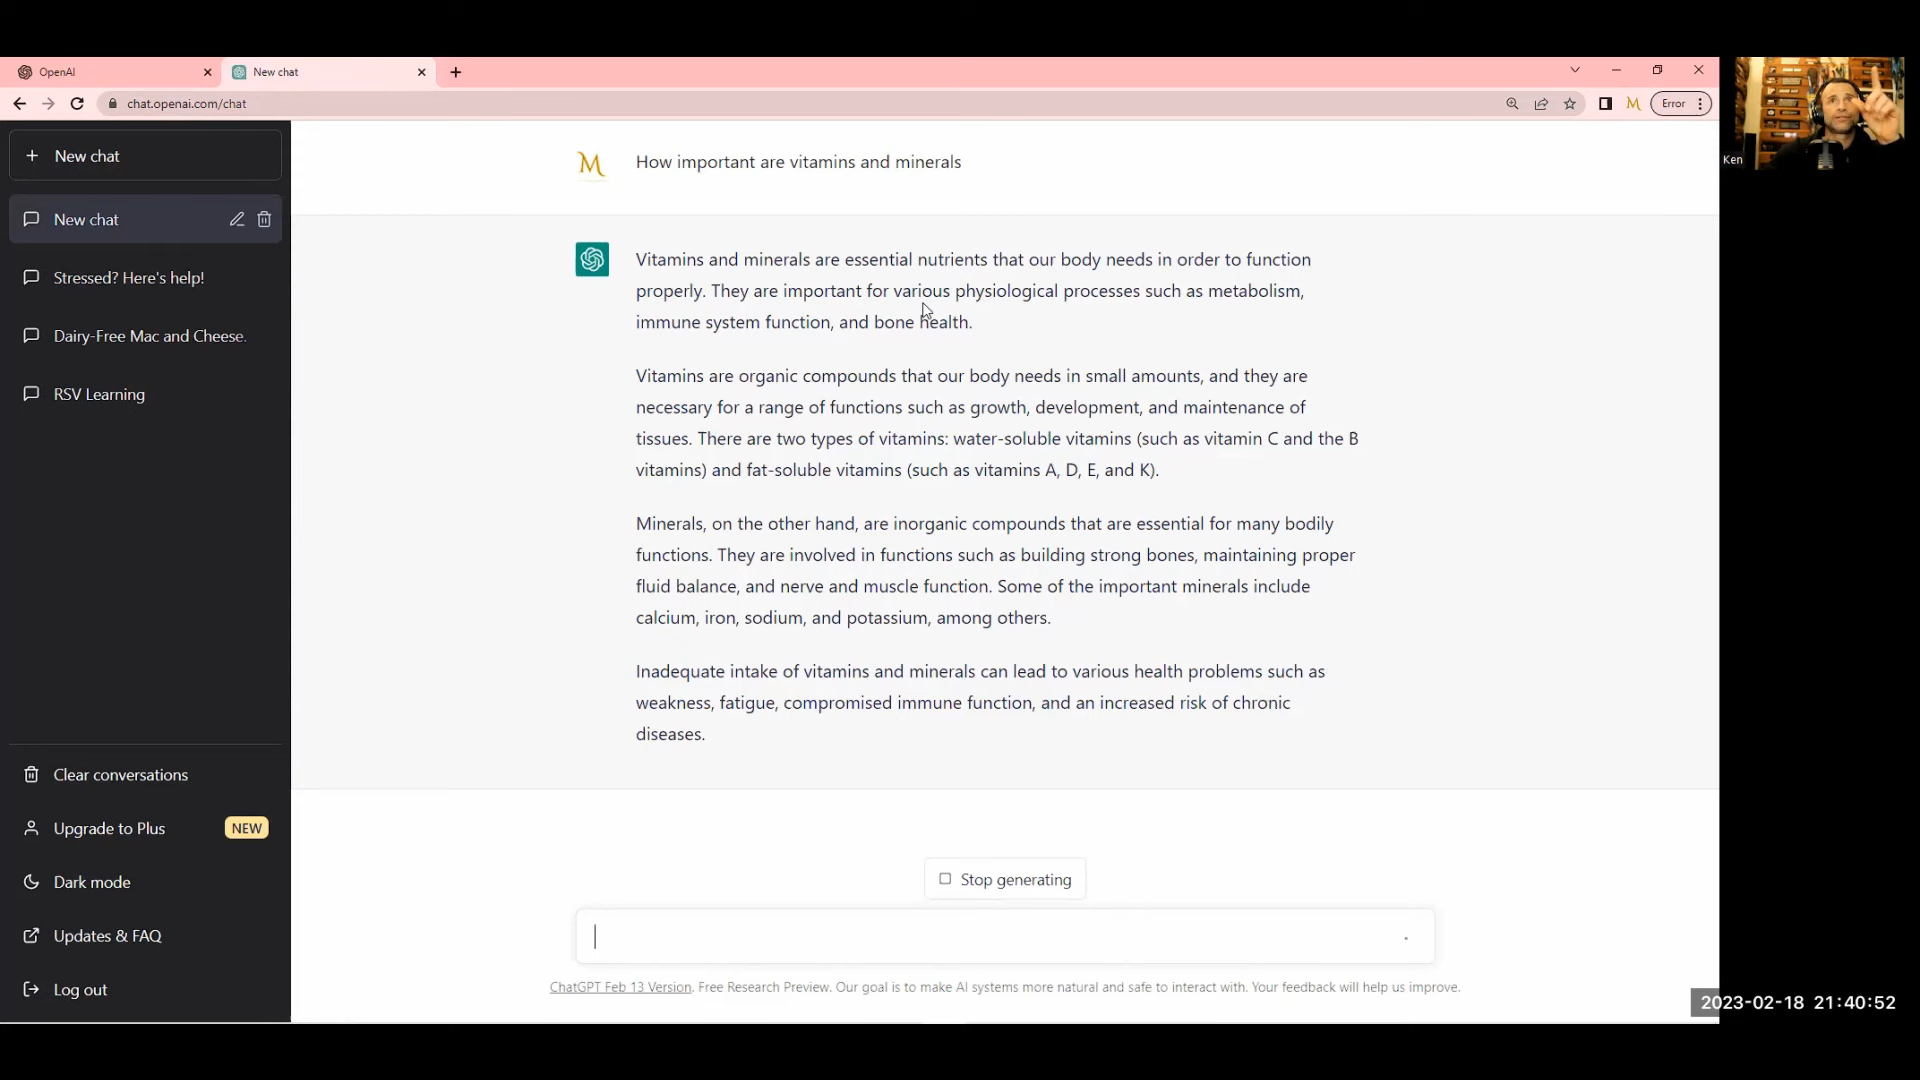 OpenAI
New chat
chat.openai.com/chat
Error
Ken
New chat
New chat
Stressed? Here's help!
Dairy-Free Mac and Cheese.
RSV Learning
Clear conversations
Upgrade to Plus NEW
Dark mode
Updates & FAQ
Log out
M How important are vitamins and minerals
Vitamins and minerals are essential nutrients that our body needs in order to function
properly. They are important for various physiological processes such as metabolism,
immune system function, and bone health.
Vitamins are organic compounds that our body needs in small amounts, and they are
necessary for a range of functions such as growth, development, and maintenance of
tissues. There are two types of vitamins: water-soluble vitamins (such as vitamin C and the B
vitamins) and fat-soluble vitamins (such as vitamins A, D, E, and K).
Minerals, on the other hand, are inorganic compounds that are essential for many bodily
functions. They are involved in functions such as building strong bones, maintaining proper
fluid balance, and nerve and muscle function. Some of the important minerals include
calcium, iron, sodium, and potassium, among others.
Inadequate intake of vitamins and minerals can lead to various health problems such as
weakness, fatigue, compromised immune function, and an increased risk of chronic
diseases.
Stop generating
ChatGPT Feb 13 Version. Free Research Preview. Our goal is to make AI systems more natural and safe to interact with. Your feedback will help us improve.
2023-02-18 21:40:52